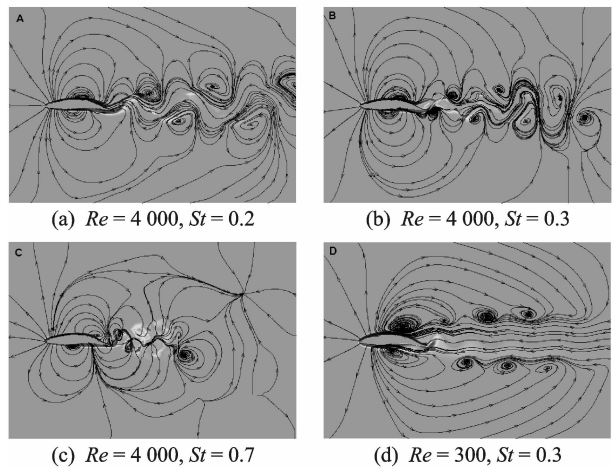 A
B
(a) Re = 4 000, St = 0.2
(b) Re = 4 000, St = 0.3
C
D
(c) Re = 4 000, St = 0.7
(d) Re = 300, St = 0.3